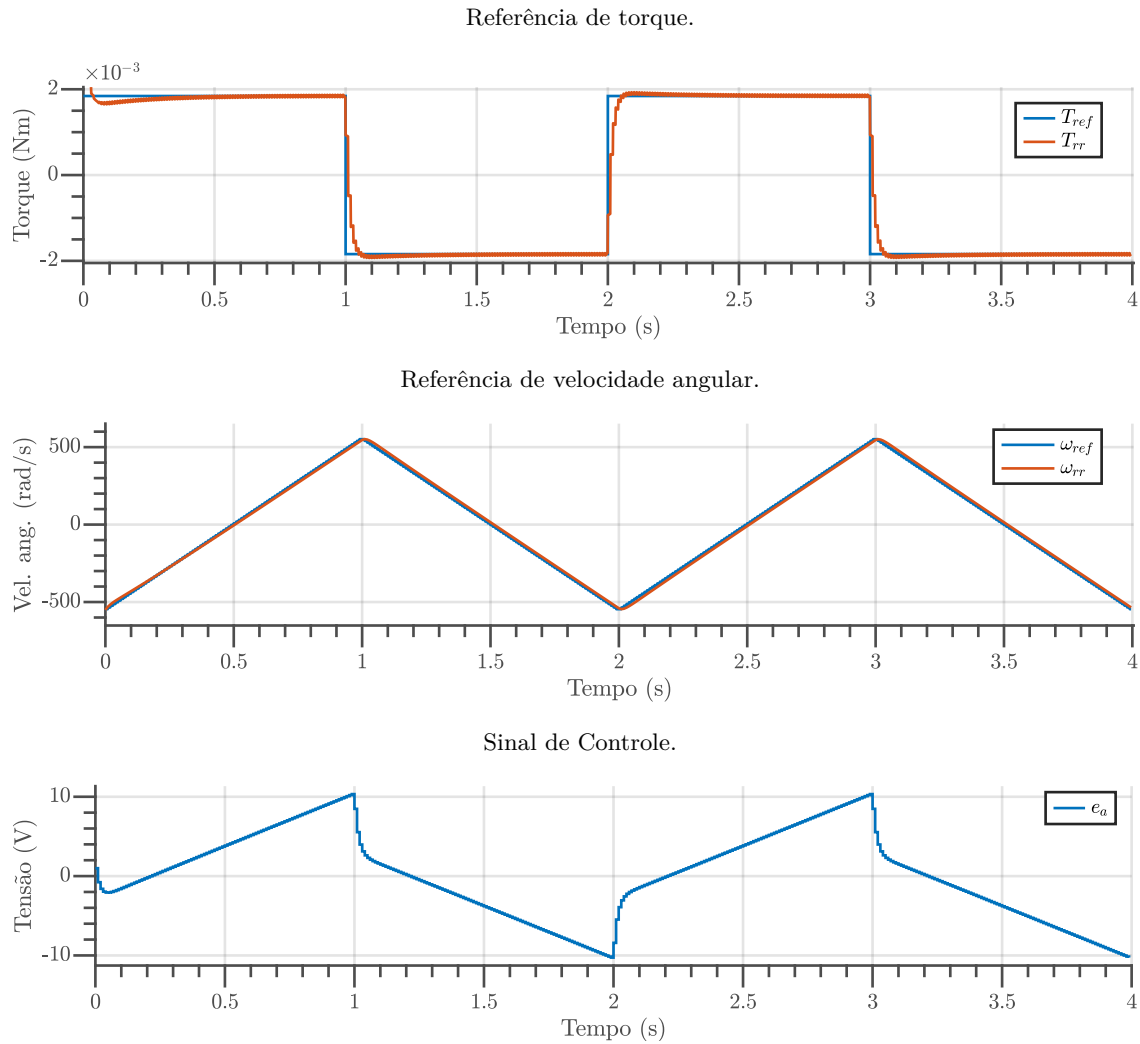 Referência de torque.
×10⁻³
Torque (Nm)
2
0
-2
T_ref
T_rr
0 0.5 1 1.5 2 2.5 3 3.5 4
Tempo (s)
Referência de velocidade angular.
Vel. ang. (rad/s)
500
0
-500
ω_ref
ω_rr
0 0.5 1 1.5 2 2.5 3 3.5 4
Tempo (s)
Sinal de Controle.
Tensão (V)
10
0
-10
e_a
0 0.5 1 1.5 2 2.5 3 3.5 4
Tempo (s)